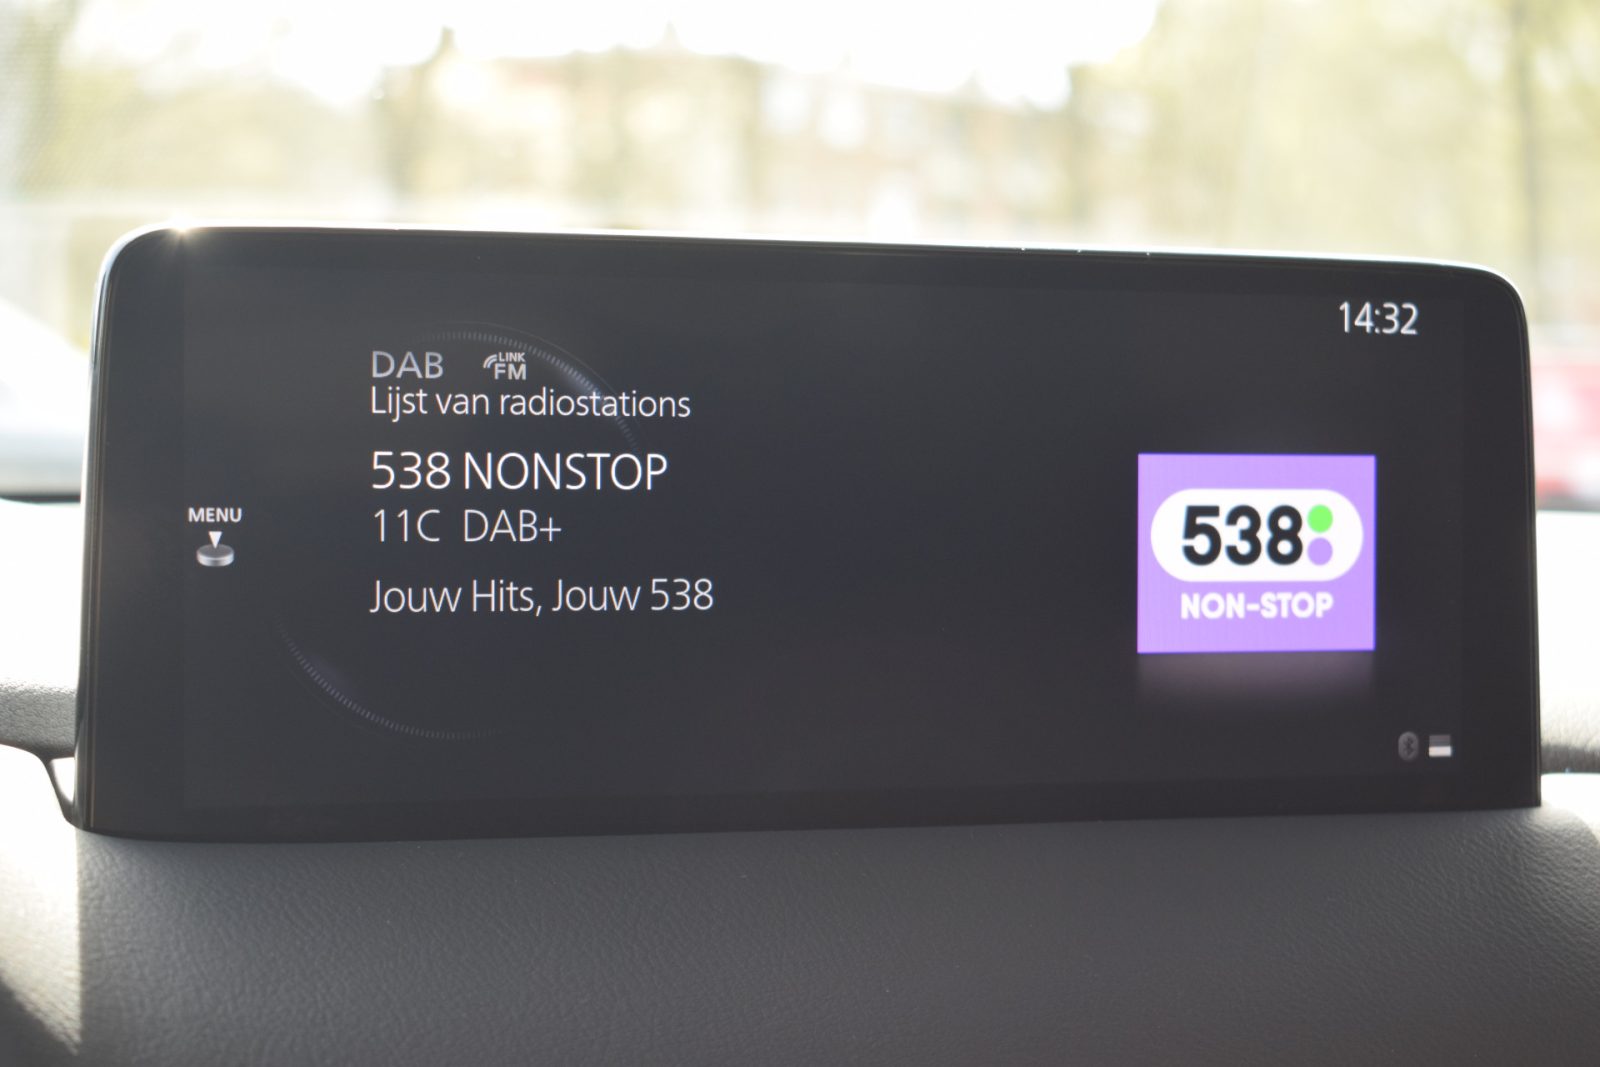 14:32
DAB LINK FM
Lijst van radiostations
538 NONSTOP
11C DAB+
Jouw Hits, Jouw 538
MENU
538
NON-STOP